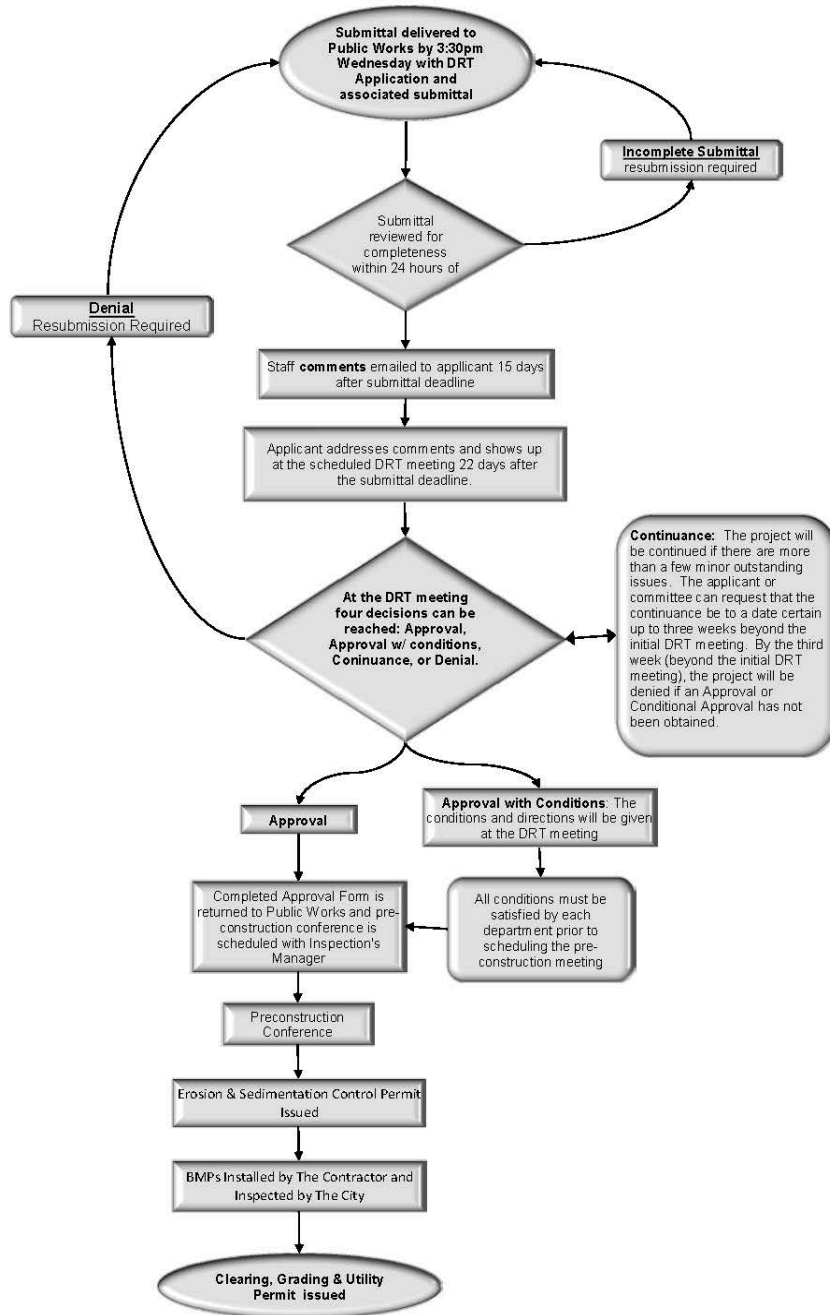 Submittal delivered to
Public Works by 3:30pm
Wednesday with DRT
Application and
associated submittal
Incomplete Submittal
resubmission required
Submittal
reviewed for
completeness
within 24 hours of
Denial
Resubmission Required
Staff comments emailed to appllicant 15 days
after submittal deadline
Applicant addresses comments and shows up
at the scheduled DRT meeting 22 days after
the submittal deadline.
At the DRT meeting
four decisions can be
reached: Approval,
Approval w/ conditions,
Coninuance, or Denial.
Continuance: The project will
be continued if there are more
than a few minor outstanding
issues. The applicant or
committee can request that the
continuance be to a date certain
up to three weeks beyond the
initial DRT meeting. By the third
week (beyond the initial DRT
meeting), the project will be
denied if an Approval or
Conditional Approval has not
been obtained.
Approval
Approval with Conditions: The
conditions and directions will be given
at the DRT meeting
Completed Approval Form is
returned to Public Works and pre-
construction conference is
scheduled with Inspection's
Manager
All conditions must be
satisfied by each
department prior to
scheduling the pre-
construction meeting
Preconstruction
Conference
Erosion & Sedimentation Control Permit
Issued
BMPs Installed by The Contractor and
Inspected by The City
Clearing, Grading & Utility
Permit issued